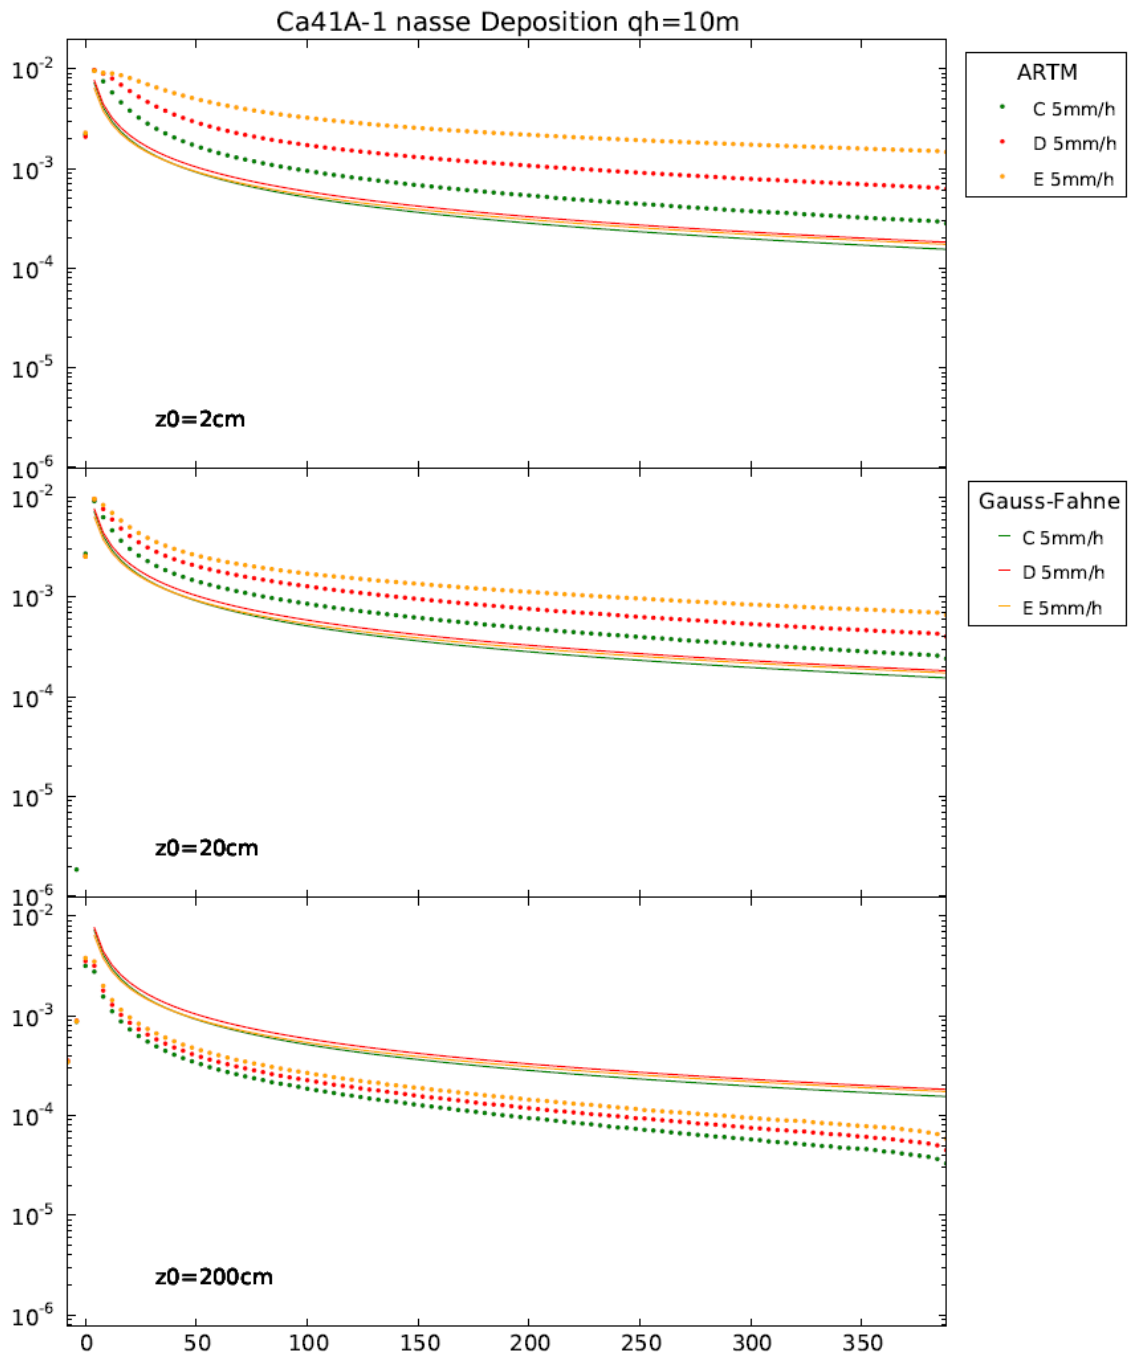 Ca41A-1 nasse Deposition qh=10m
10^-2
10^-3
10^-4
10^-5
10^-6
z0=2cm
ARTM
C 5mm/h
D 5mm/h
E 5mm/h
10^-2
10^-3
10^-4
10^-5
10^-6
z0=20cm
Gauss-Fahne
C 5mm/h
D 5mm/h
E 5mm/h
10^-2
10^-3
10^-4
10^-5
10^-6
z0=200cm
0 50 100 150 200 250 300 350